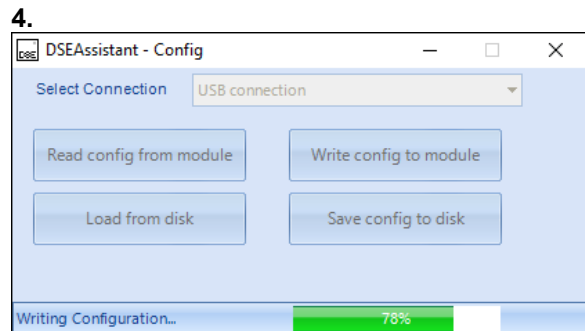 4.
DSE DSEAssistant - Config
Select Connection USB connection
Read config from module Write config to module
Load from disk Save config to disk
Writing Configuration... 78%